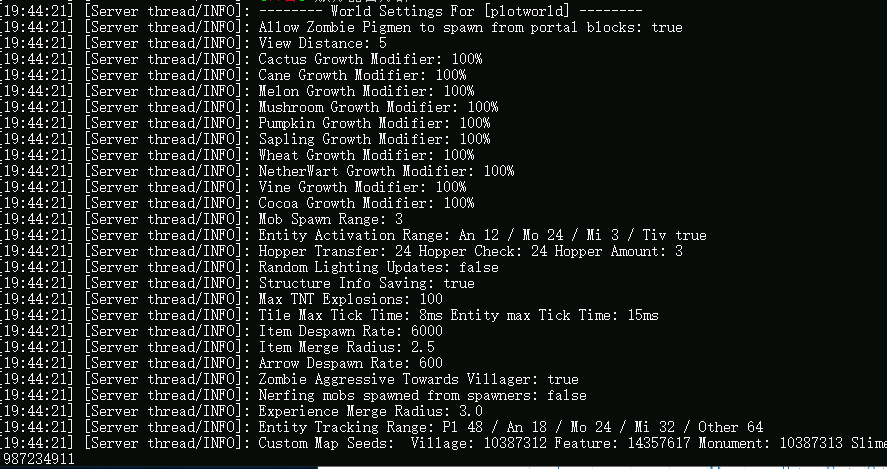 [19:44:21] [Server thread/INFO]: -------- World Settings For [plotworld] --------
[19:44:21] [Server thread/INFO]: Allow Zombie Pigmen to spawn from portal blocks: true
[19:44:21] [Server thread/INFO]: View Distance: 5
[19:44:21] [Server thread/INFO]: Cactus Growth Modifier: 100%
[19:44:21] [Server thread/INFO]: Cane Growth Modifier: 100%
[19:44:21] [Server thread/INFO]: Melon Growth Modifier: 100%
[19:44:21] [Server thread/INFO]: Mushroom Growth Modifier: 100%
[19:44:21] [Server thread/INFO]: Pumpkin Growth Modifier: 100%
[19:44:21] [Server thread/INFO]: Sapling Growth Modifier: 100%
[19:44:21] [Server thread/INFO]: Wheat Growth Modifier: 100%
[19:44:21] [Server thread/INFO]: NetherWart Growth Modifier: 100%
[19:44:21] [Server thread/INFO]: Vine Growth Modifier: 100%
[19:44:21] [Server thread/INFO]: Cocoa Growth Modifier: 100%
[19:44:21] [Server thread/INFO]: Mob Spawn Range: 3
[19:44:21] [Server thread/INFO]: Entity Activation Range: An 12 / Mo 24 / Mi 3 / Tiv true
[19:44:21] [Server thread/INFO]: Hopper Transfer: 24 Hopper Check: 24 Hopper Amount: 3
[19:44:21] [Server thread/INFO]: Random Lighting Updates: false
[19:44:21] [Server thread/INFO]: Structure Info Saving: true
[19:44:21] [Server thread/INFO]: Max TNT Explosions: 100
[19:44:21] [Server thread/INFO]: Tile Max Tick Time: 8ms Entity max Tick Time: 15ms
[19:44:21] [Server thread/INFO]: Item Despawn Rate: 6000
[19:44:21] [Server thread/INFO]: Item Merge Radius: 2.5
[19:44:21] [Server thread/INFO]: Arrow Despawn Rate: 600
[19:44:21] [Server thread/INFO]: Zombie Aggressive Towards Villager: true
[19:44:21] [Server thread/INFO]: Nerfing mobs spawned from spawners: false
[19:44:21] [Server thread/INFO]: Experience Merge Radius: 3.0
[19:44:21] [Server thread/INFO]: Entity Tracking Range: Pl 48 / An 18 / Mo 24 / Mi 32 / Other 64
[19:44:21] [Server thread/INFO]: Custom Map Seeds:  Village: 10387312 Feature: 14357617 Monument: 10387313 Slime
987234911